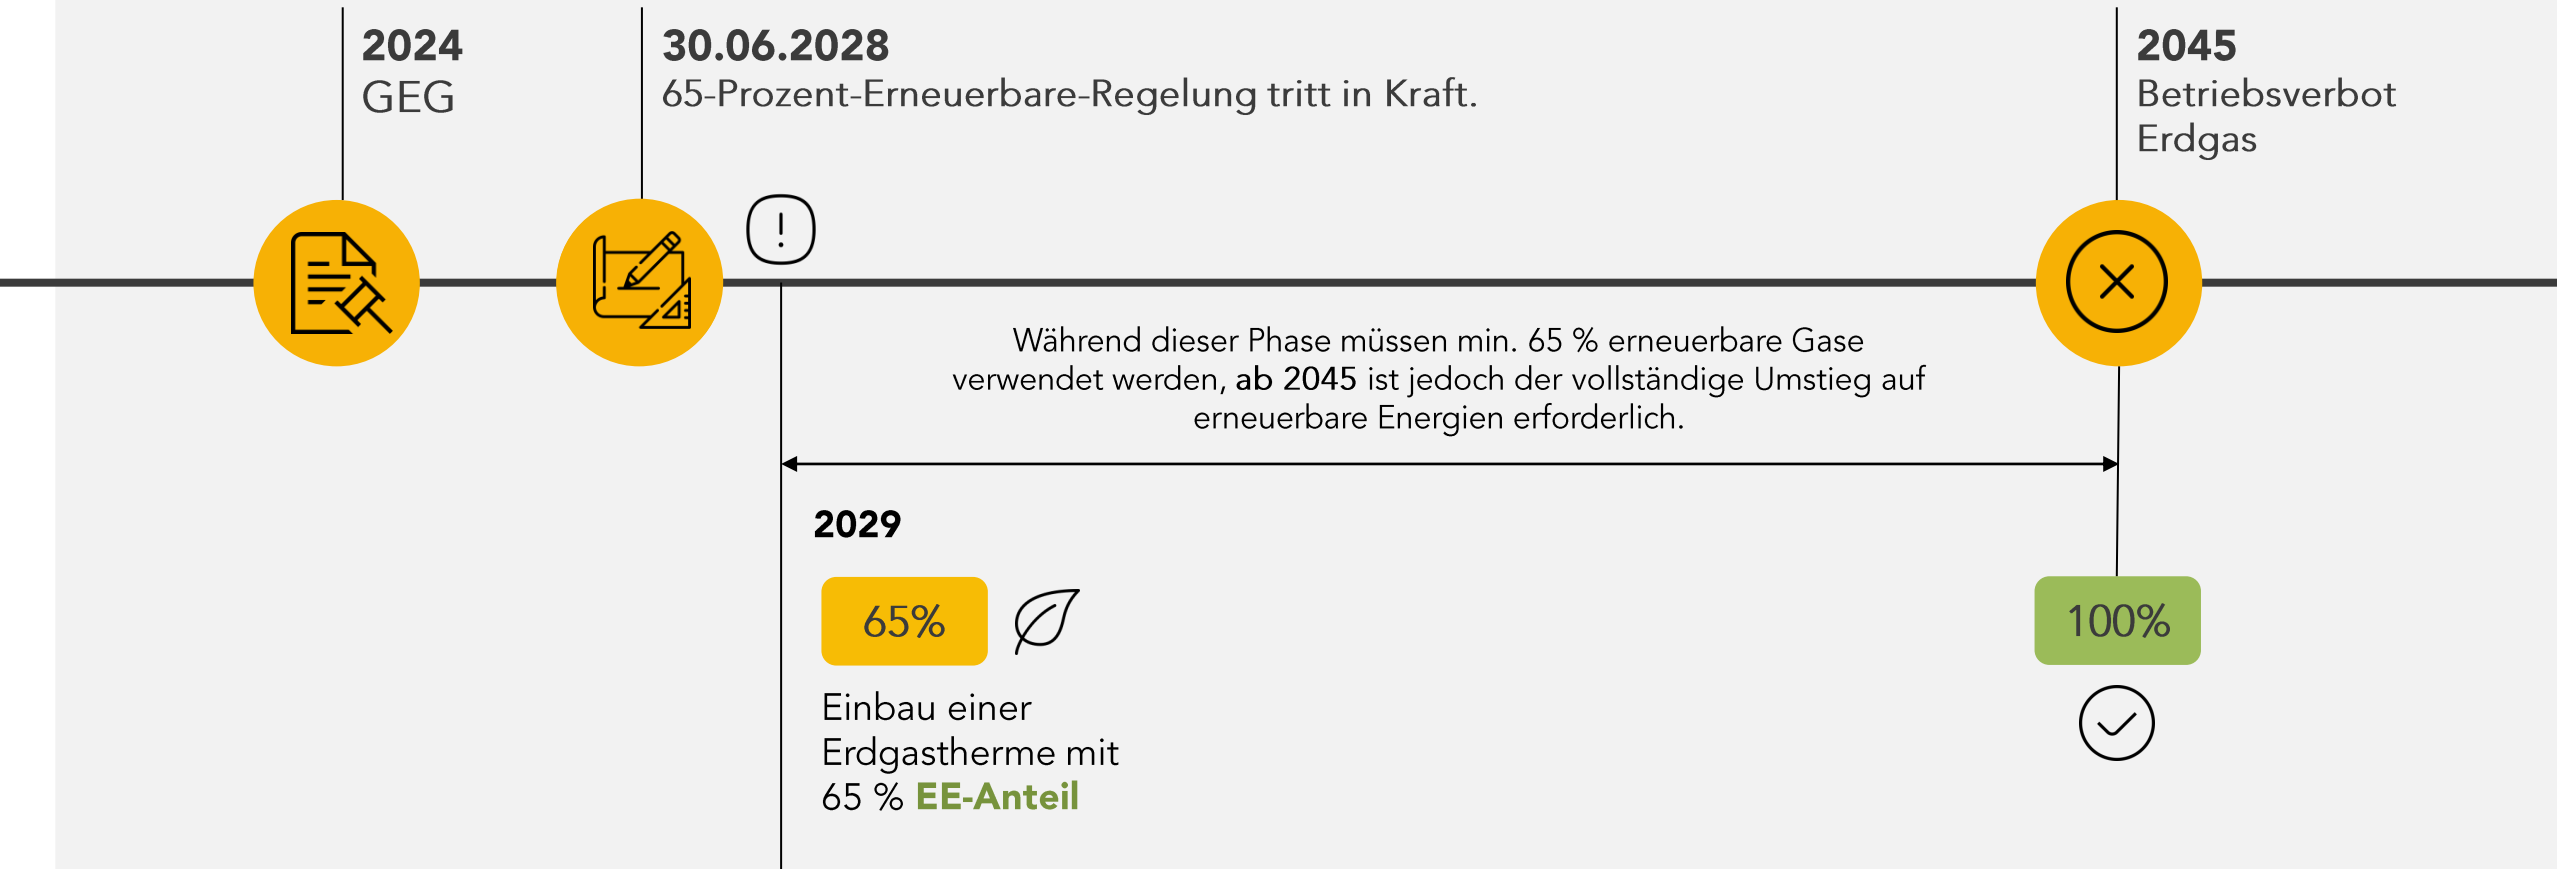 2024
GEG
30.06.2028
65-Prozent-Erneuerbare-Regelung tritt in Kraft.
2045
Betriebsverbot
Erdgas
Während dieser Phase müssen min. 65 % erneuerbare Gase
verwendet werden, ab 2045 ist jedoch der vollständige Umstieg auf
erneuerbare Energien erforderlich.
2029
65%
Einbau einer
Erdgastherme mit
65 % EE-Anteil
100%